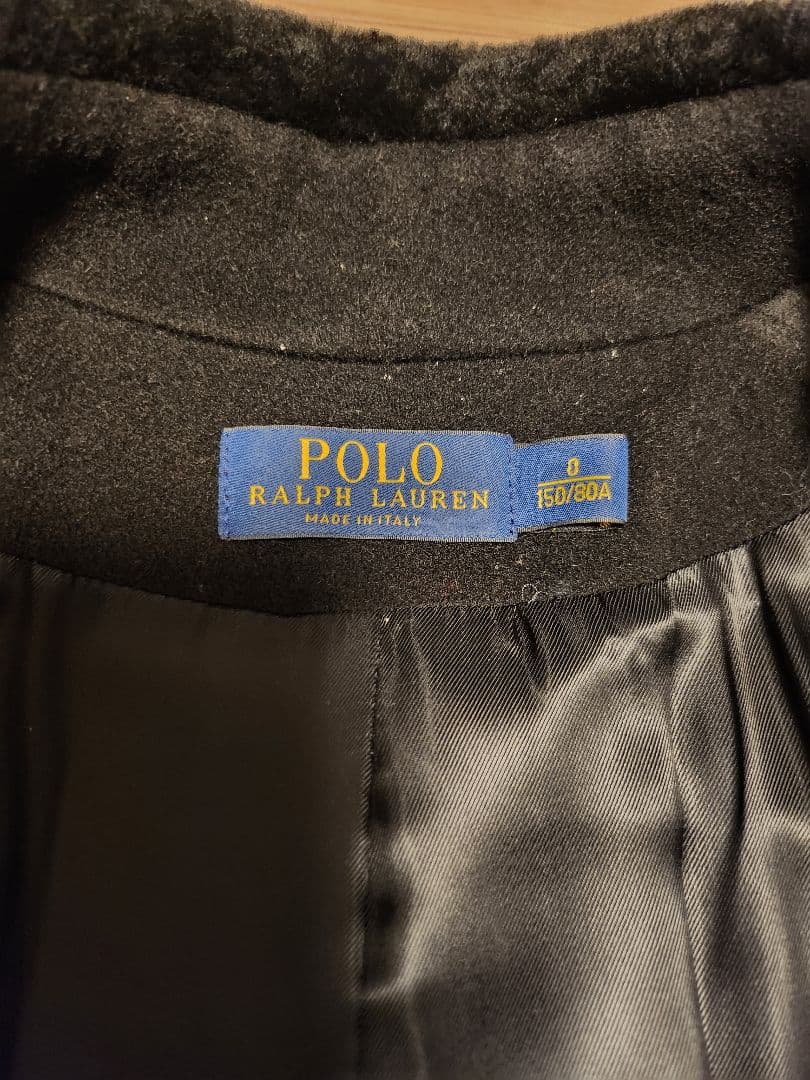 POLO
RALPH LAUREN
MADE IN ITALY
0
150/80A